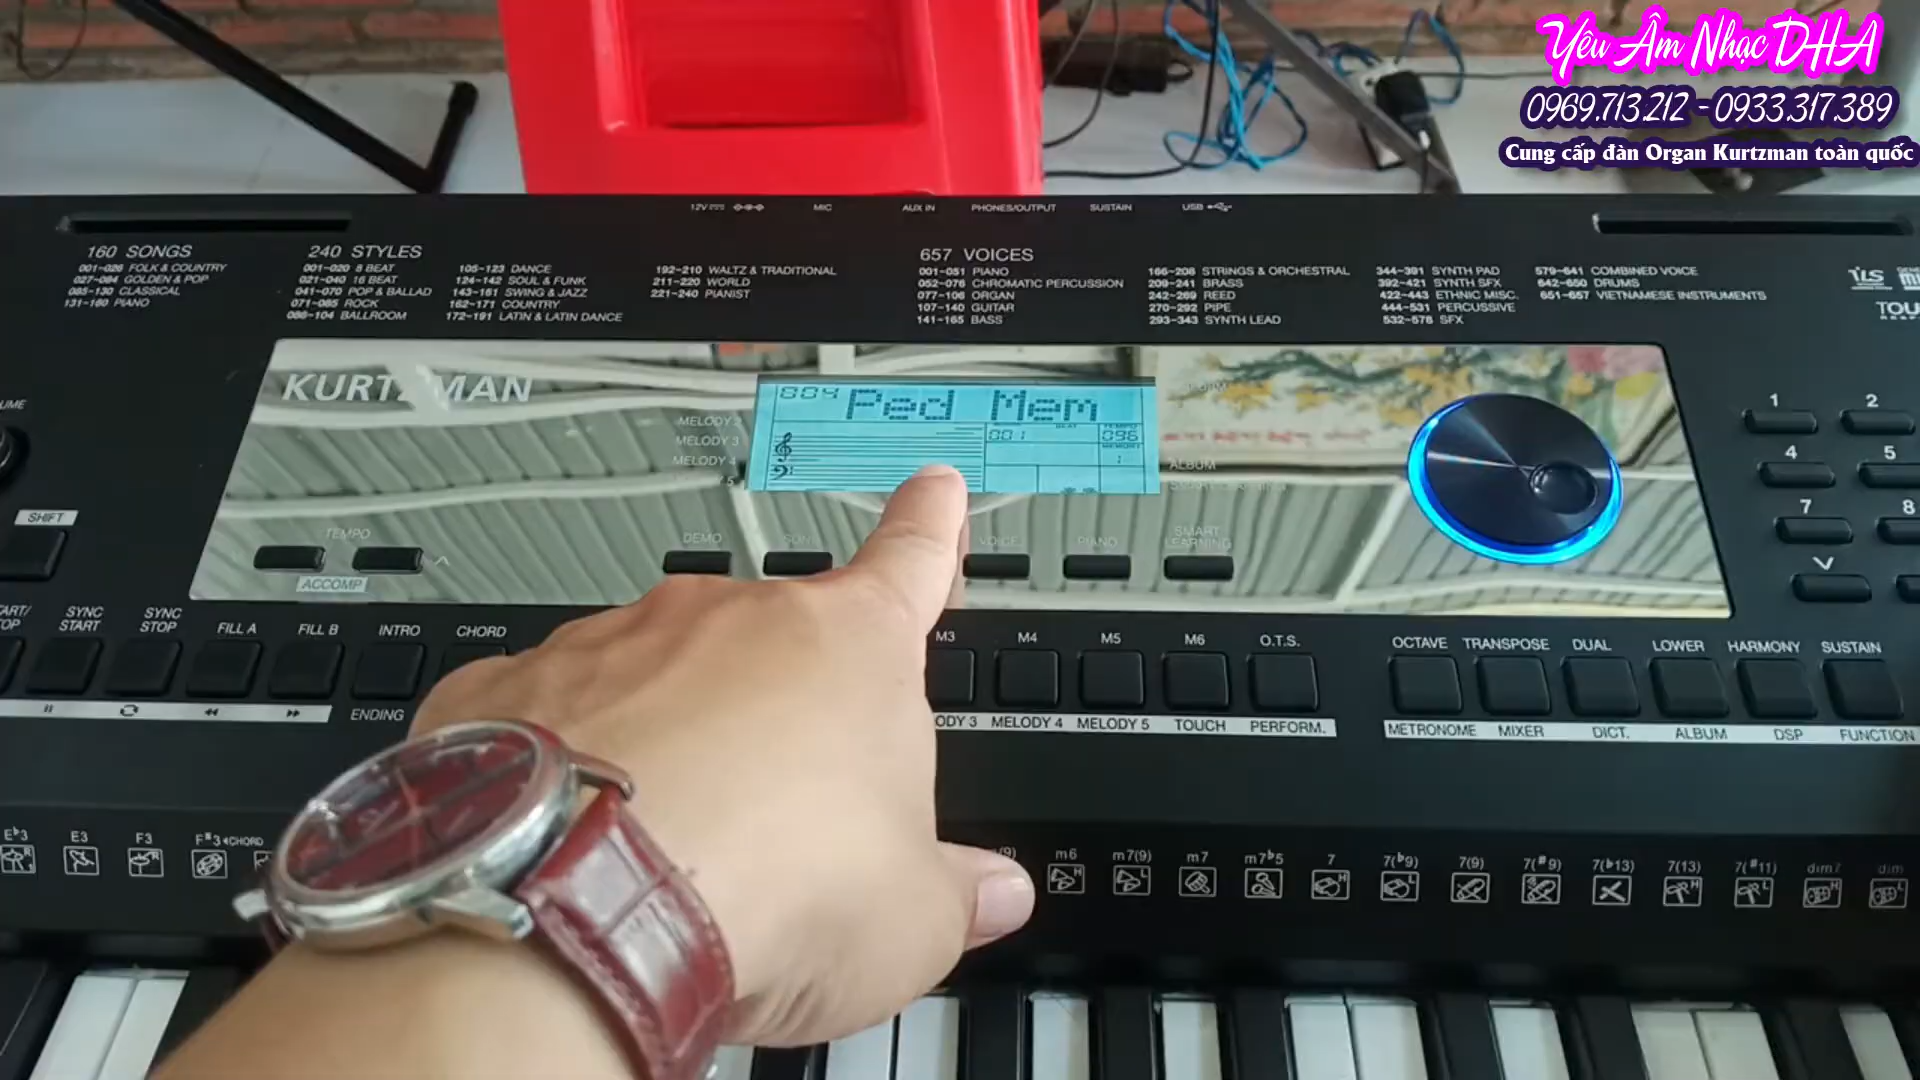 Yêu Âm Nhạc DHA
0969.713.212 - 0933.317.389
Cung cấp đàn Organ Kurtzman toàn quốc
12V MIC AUX IN PHONES/OUTPUT SUSTAIN USB
160 SONGS
001-026 FOLK & COUNTRY
027-084 GOLDEN & POP
085-130 CLASSICAL
131-160 PIANO
240 STYLES
001-020 8 BEAT
021-040 16 BEAT
041-070 POP & BALLAD
071-085 ROCK
086-104 BALLROOM
105-123 DANCE
124-142 SOUL & FUNK
143-161 SWING & JAZZ
162-171 COUNTRY
172-191 LATIN & LATIN DANCE
192-210 WALTZ & TRADITIONAL
211-220 WORLD
221-240 PIANIST
657 VOICES
001-051 PIANO
052-076 CHROMATIC PERCUSSION
077-106 ORGAN
107-140 GUITAR
141-165 BASS
166-208 STRINGS & ORCHESTRAL
209-241 BRASS
242-269 REED
270-292 PIPE
293-343 SYNTH LEAD
344-391 SYNTH PAD
392-421 SYNTH SFX
422-443 ETHNIC MISC.
444-531 PERCUSSIVE
532-578 SFX
579-641 COMBINED VOICE
642-650 DRUMS
651-657 VIETNAMESE INSTRUMENTS
TOU
KURTZMAN
004 Pad Mem
001 BEAT TEMPO 096
MELODY 2
MELODY 3
MELODY 4
ALBUM
1 2
4 5
7 8
SHIFT
TEMPO
ACCOMP
DEMO SONG VOICE PIANO SMART LEARNING
SYNC START SYNC STOP FILL A FILL B INTRO CHORD M3 M4 M5 M6 O.T.S. OCTAVE TRANSPOSE DUAL LOWER HARMONY SUSTAIN
ENDING ODY 3 MELODY 4 MELODY 5 TOUCH PERFORM. METRONOME MIXER DICT. ALBUM DSP FUNCTION
E♭3 E3 F3 F#3 CHORD m6 m7(9) m7 m7♭5 7 7(♭9) 7(9) 7(#9) 7(♭13) 7(13) 7(#11) dim7 dim